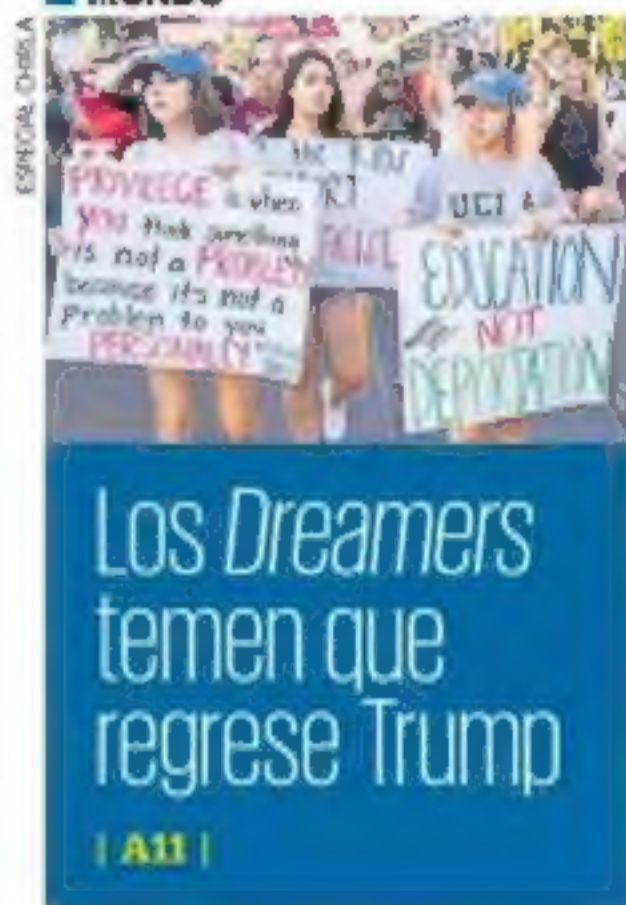 MUNDO
ESPECIAL CHIRLA
PRIVILEGE is when
you think something
is not a PROBLEM
because it's not a
problem to you
PERSONALLY
UCLA
EDUCATION
NOT
DEPORTATION
Los Dreamers
temen que
regrese Trump
| A11 |